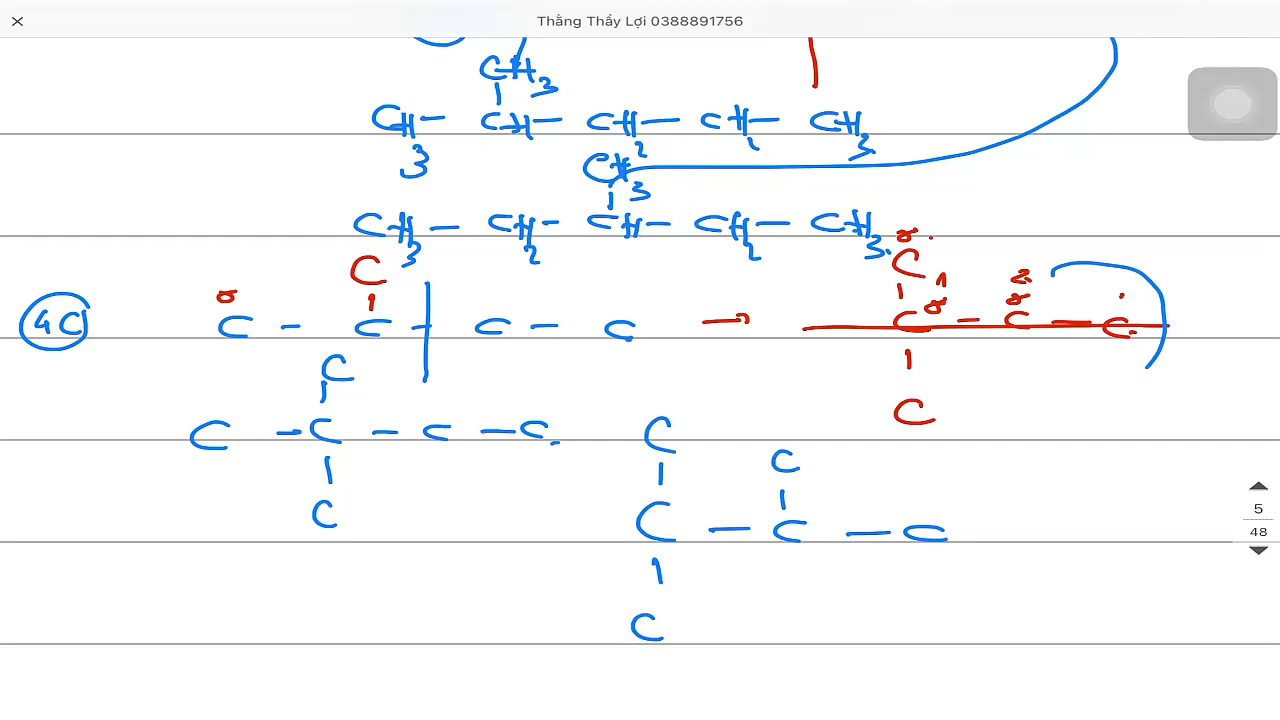 Thằng Thầy Lợi 0388891756
CH3
CH3 - CH - CH2 - CH2 - CH3
CH3
CH3 - CH2 - CH - CH2 - CH3
C
C
4C
C - C - C - C → C - C - C
C
C
C - C - C - C
C
C
C
C
C - C - C
C
5
48